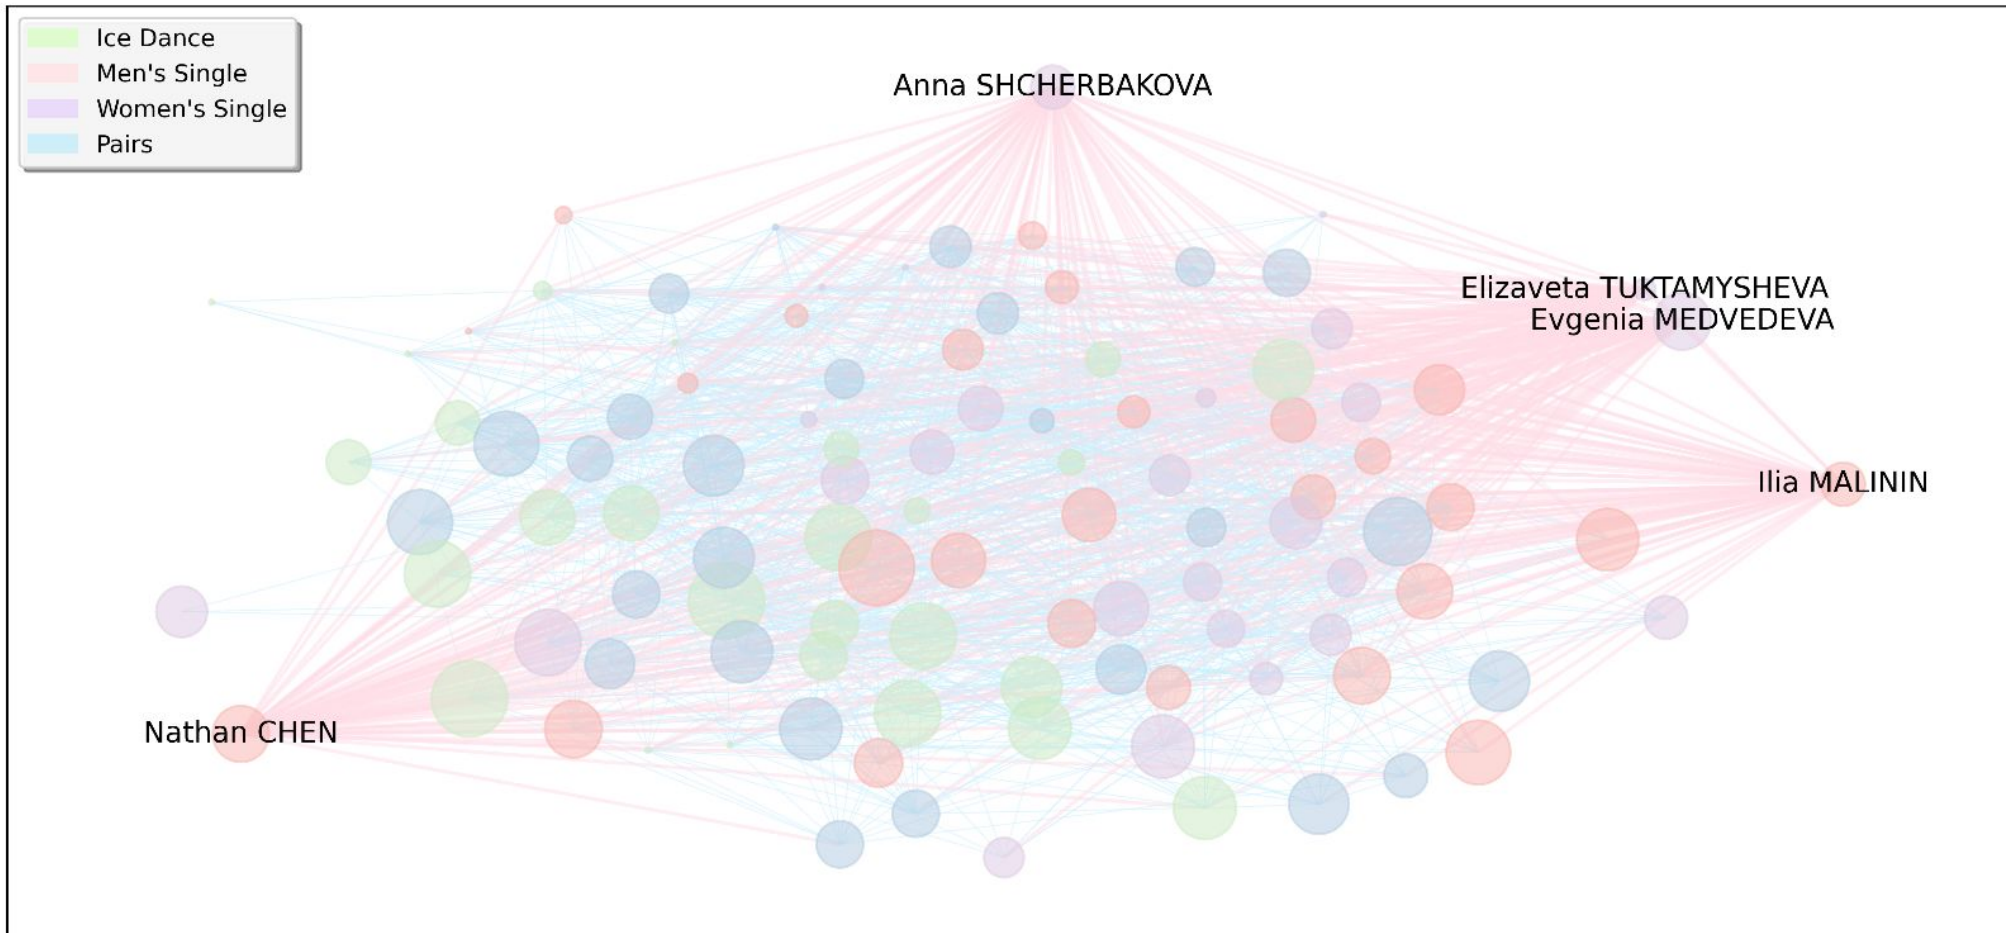 Ice Dance
Men's Single
Women's Single
Pairs
Anna SHCHERBAKOVA
Elizaveta TUKTAMYSHEVA
Evgenia MEDVEDEVA
Ilia MALININ
Nathan CHEN